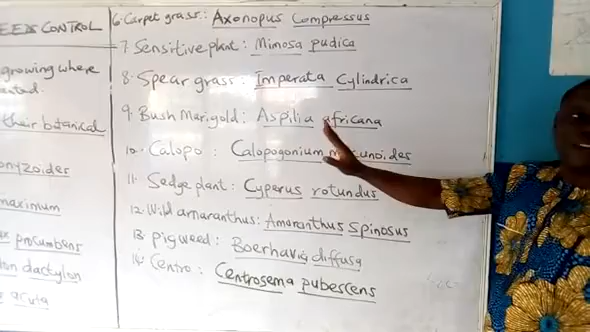 EEDS CONTROL
growing where
their botanical
onyzoides
maximum
procumbens
dactylon
acuta
6. Carpet grass: Axonopus Compressus
7. Sensitive plant: Mimosa pudica
8. Spear grass: Imperata Cylindrica
9. Bush Marigold: Aspilia africana
10. Calopo: Calopogonium
11. Sedge plant: Cyperus rotundus
12. Wild amaranthus: Amaranthus Spinosus
13. pigweed: Boerhavia diffusa
14. Centro: Centrosema pubescens